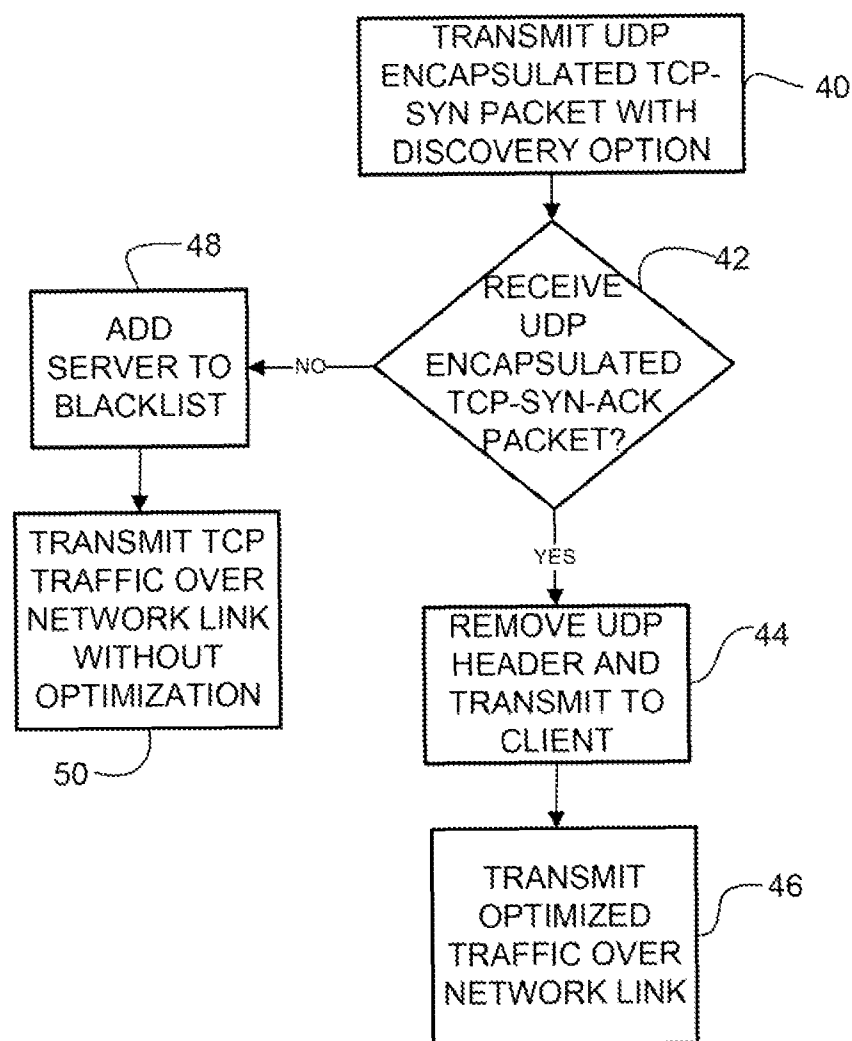 TRANSMIT UDP
ENCAPSULATED TCP-
SYN PACKET WITH
DISCOVERY OPTION
40
42
RECEIVE
UDP
ENCAPSULATED
TCP-SYN-ACK
PACKET?
NO
48
ADD
SERVER TO
BLACKLIST
TRANSMIT TCP
TRAFFIC OVER
NETWORK LINK
WITHOUT
OPTIMIZATION
50
YES
REMOVE UDP
HEADER AND
TRANSMIT TO
CLIENT
44
TRANSMIT
OPTIMIZED
TRAFFIC OVER
NETWORK LINK
46